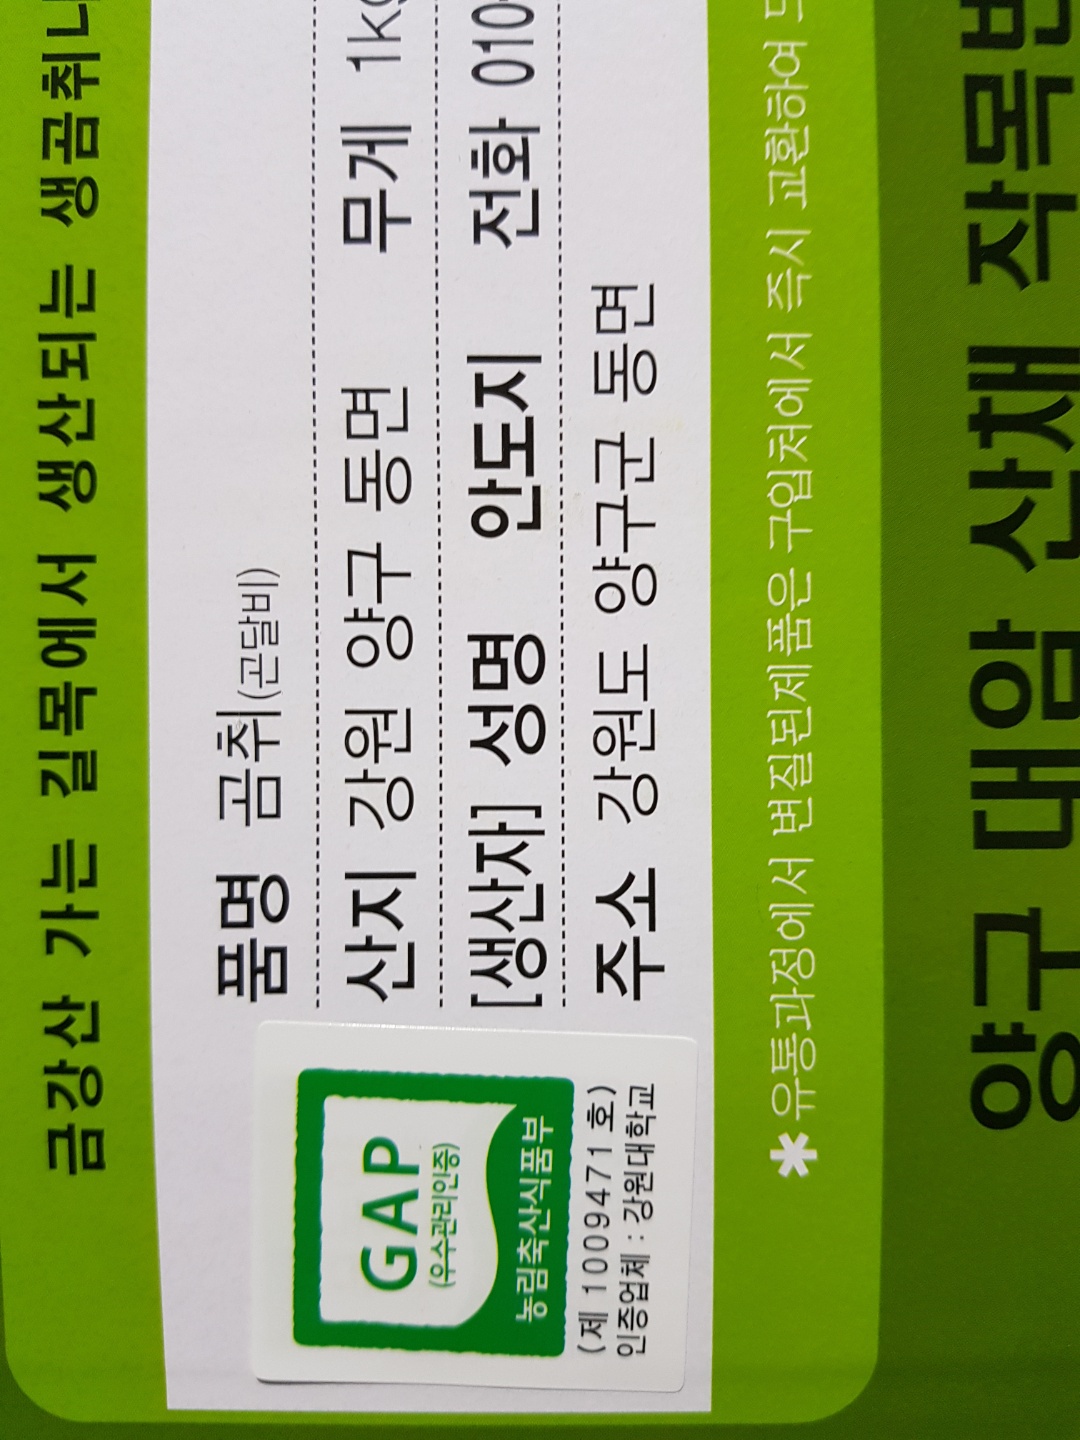 금강산 가는 길목에서 생산되는 생곰취
품명 곰취(곤달비)
산지 강원 양구 동면 무게 1kg
[생산자] 성명 안도지 전화 010-
주소 강원도 양구군 동면
GAP
(우수관리인증)
농림축산식품부
(제 1009471 호)
인증업체 : 강원대학교
* 유통과정에서 변질된제품은 구입처에서 즉시 교환하여
양구 대암 산채 작목반